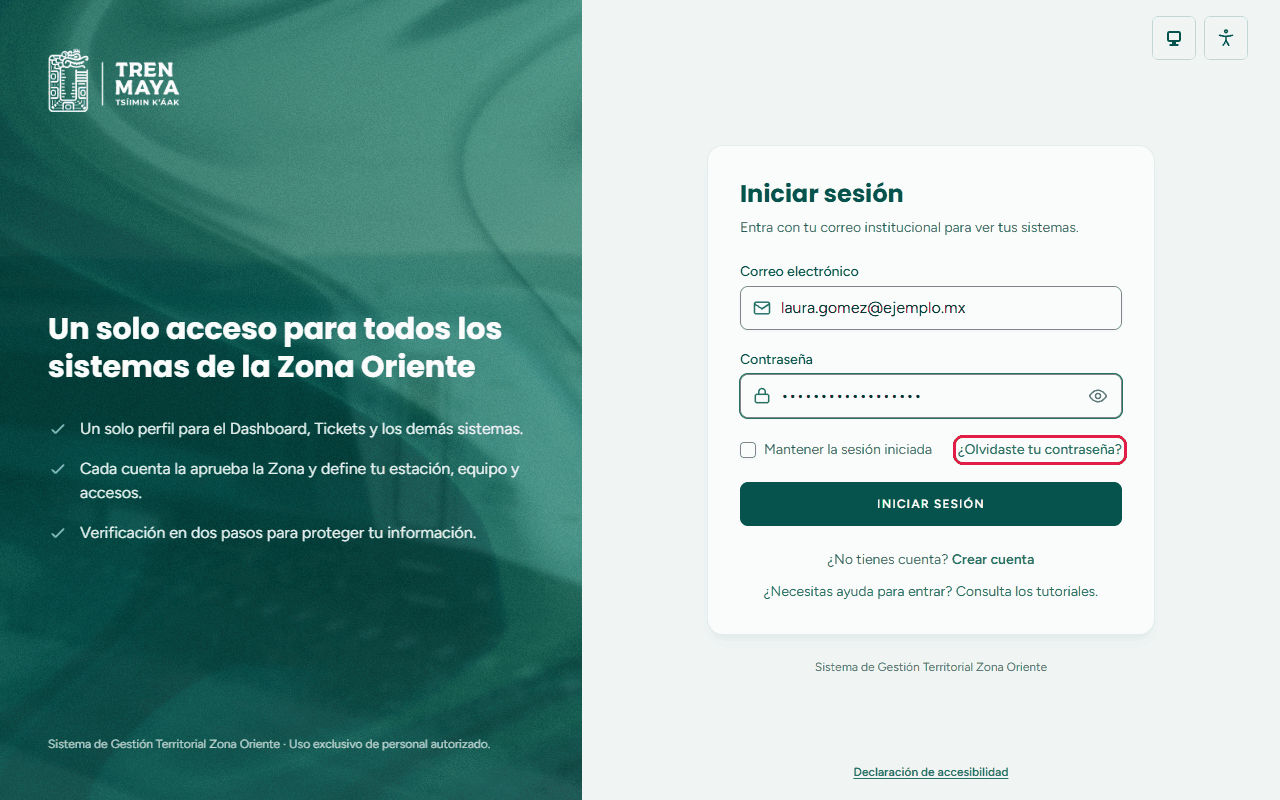 TREN
MAYA
TSÍIMIN K'ÁAK
Un solo acceso para todos los
sistemas de la Zona Oriente
Un solo perfil para el Dashboard, Tickets y los demás sistemas.
Cada cuenta la aprueba la Zona y define tu estación, equipo y
accesos.
Verificación en dos pasos para proteger tu información.
Sistema de Gestión Territorial Zona Oriente · Uso exclusivo de personal autorizado.
Iniciar sesión
Entra con tu correo institucional para ver tus sistemas.
Correo electrónico
laura.gomez@ejemplo.mx
Contraseña
••••••••••••••••••
Mantener la sesión iniciada
¿Olvidaste tu contraseña?
INICIAR SESIÓN
¿No tienes cuenta? Crear cuenta
¿Necesitas ayuda para entrar? Consulta los tutoriales.
Sistema de Gestión Territorial Zona Oriente
Declaración de accesibilidad